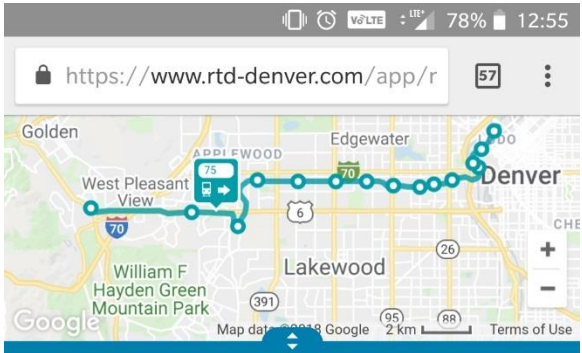 VoLTE LTE+ 78% 12:55
https://www.rtd-denver.com/app/r 57
Golden
Edgewater
APPLEWOOD
75
70
Denver
West Pleasant
View
70
6
26
Lakewood
William F
Hayden Green
Mountain Park
391
95
88
+
−
Google
Map data ©2018 Google 2 km Terms of Use